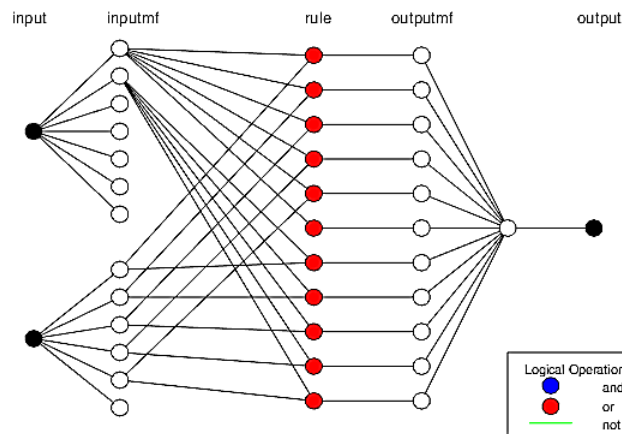 input inputmf rule outputmf output
Logical Operation
and
or
not